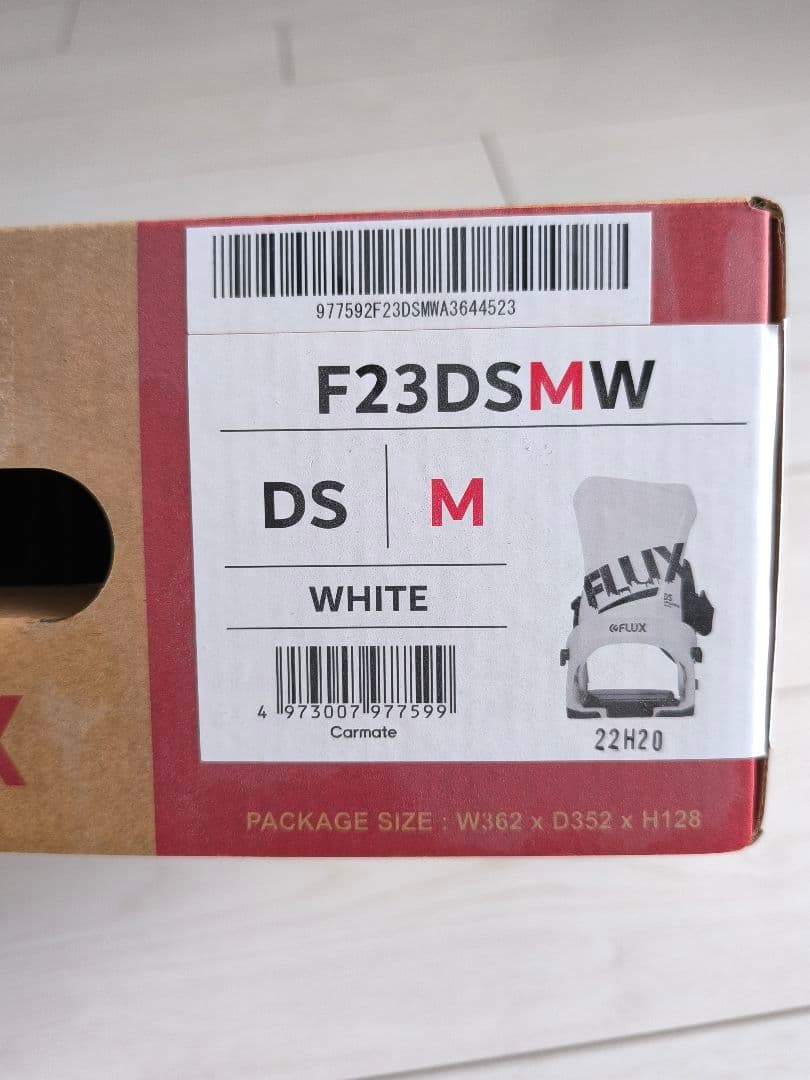 977592F23DSMWA3644523
F23DSMW
DS M
WHITE
FLUX
DS
FLUX
4 973007 977599
Carmate
22H20
X
PACKAGE SIZE : W362 x D352 x H128